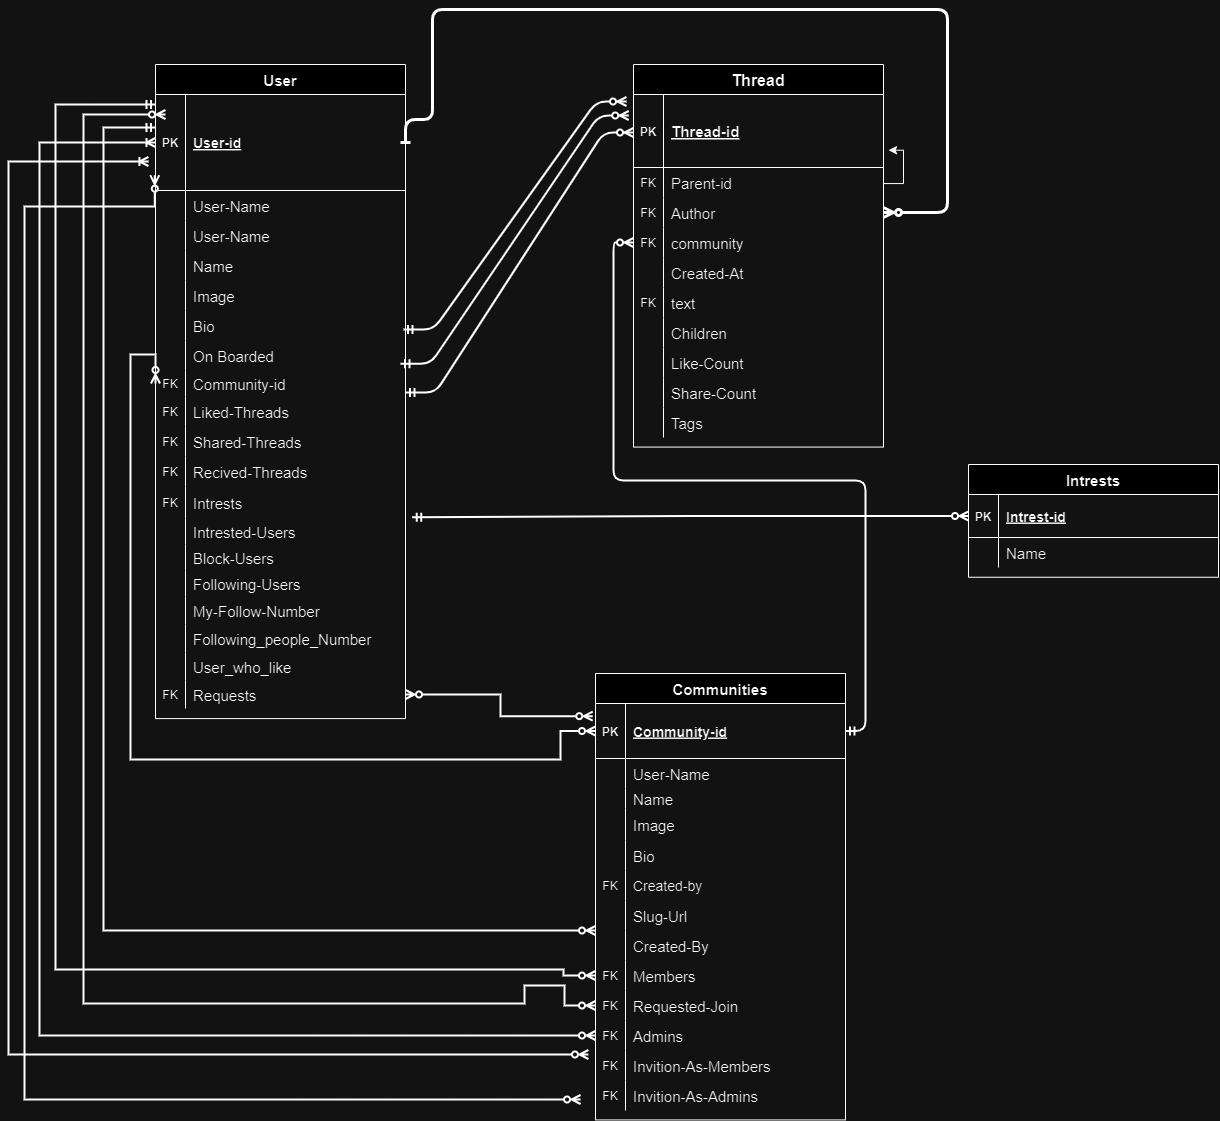 User
PK User-id
User-Name
User-Name
Name
Image
Bio
On Boarded
FK Community-id
FK Liked-Threads
FK Shared-Threads
FK Recived-Threads
FK Intrests
Intrested-Users
Block-Users
Following-Users
My-Follow-Number
Following_people_Number
User_who_like
FK Requests
Thread
PK Thread-id
FK Parent-id
FK Author
FK community
Created-At
FK text
Children
Like-Count
Share-Count
Tags
Intrests
PK Intrest-id
Name
Communities
PK Community-id
User-Name
Name
Image
Bio
FK Created-by
Slug-Url
Created-By
FK Members
FK Requested-Join
FK Admins
FK Invition-As-Members
FK Invition-As-Admins